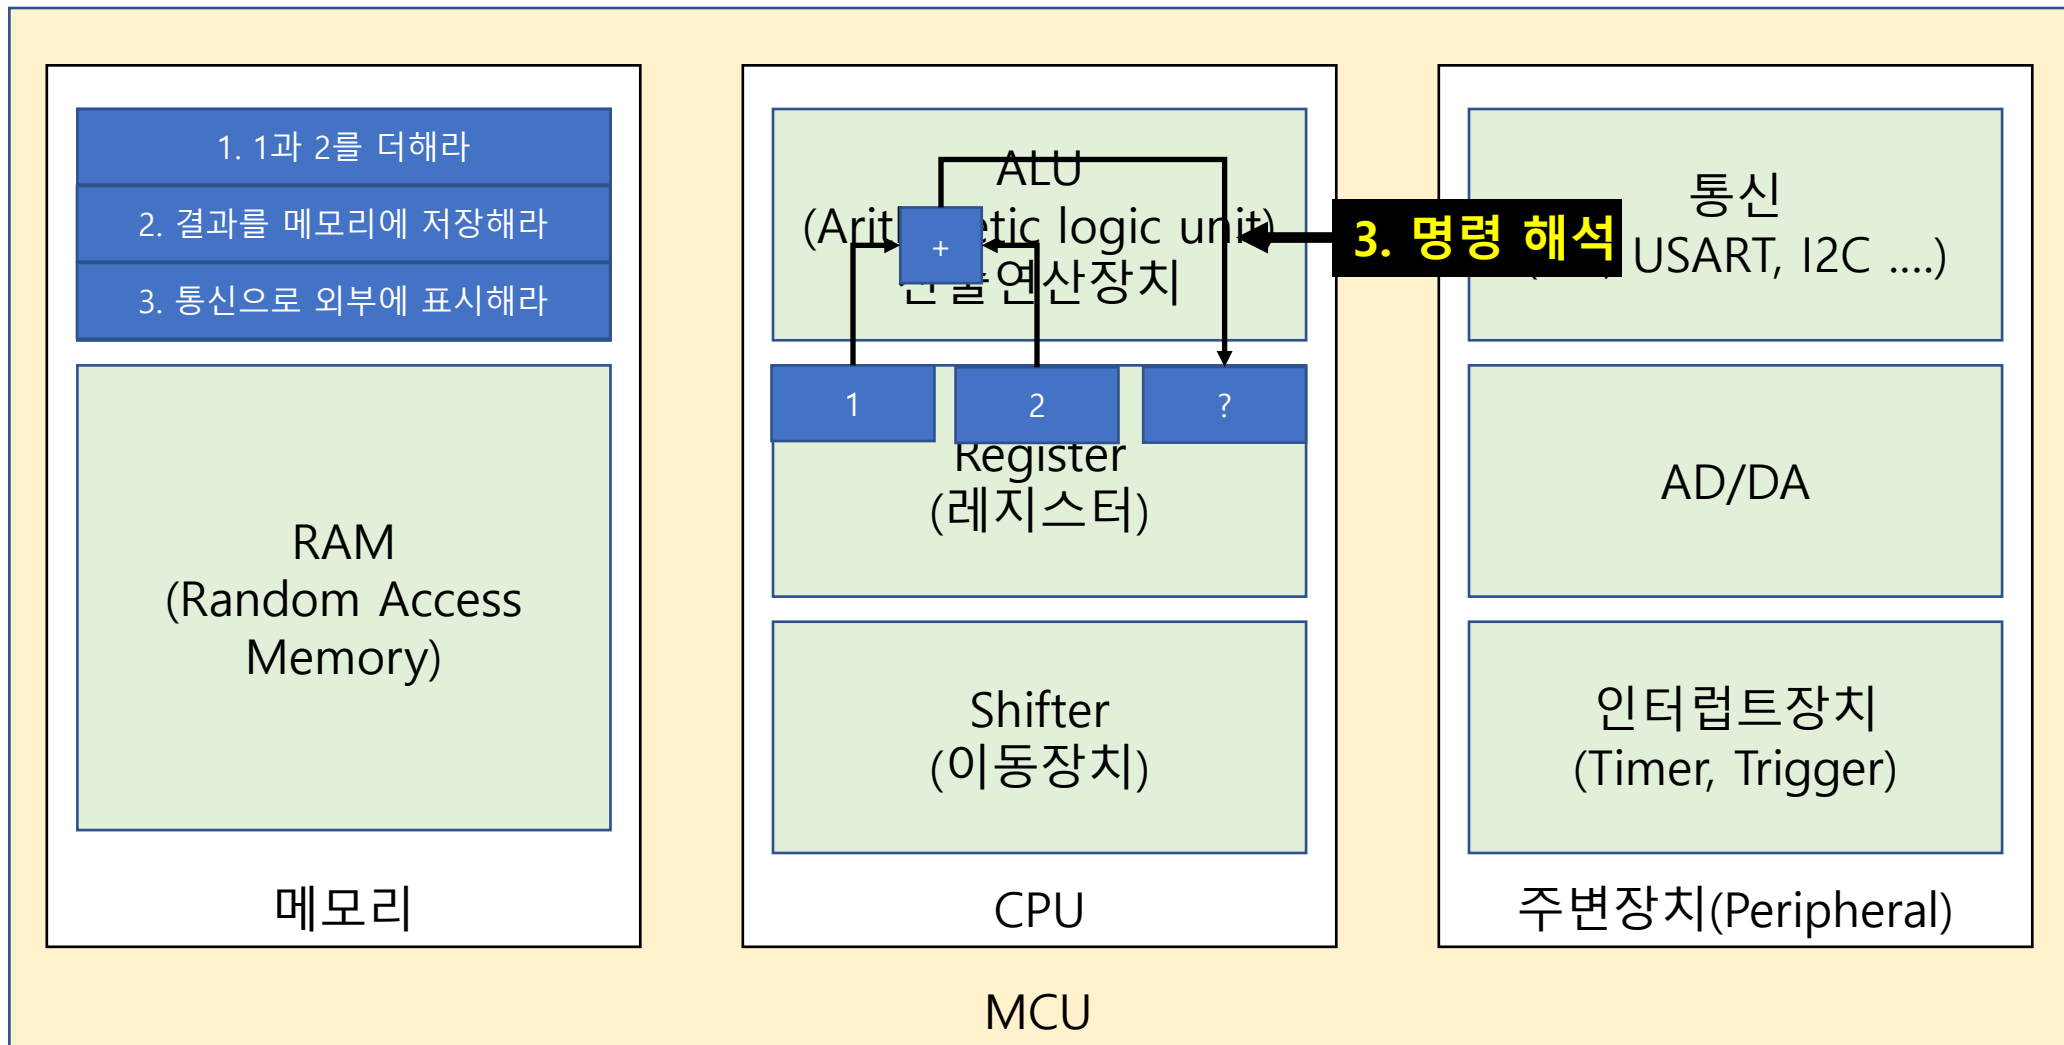 1. 1과 2를 더해라
2. 결과를 메모리에 저장해라
3. 통신으로 외부에 표시해라
RAM
(Random Access
Memory)
메모리
ALU
logic unit)
+
1
2
?
Register
(레지스터)
Shifter
(이동장치)
CPU
3. 명령 해석
통신
USART, I2C ....)
AD/DA
인터럽트장치
(Timer, Trigger)
주변장치(Peripheral)
MCU